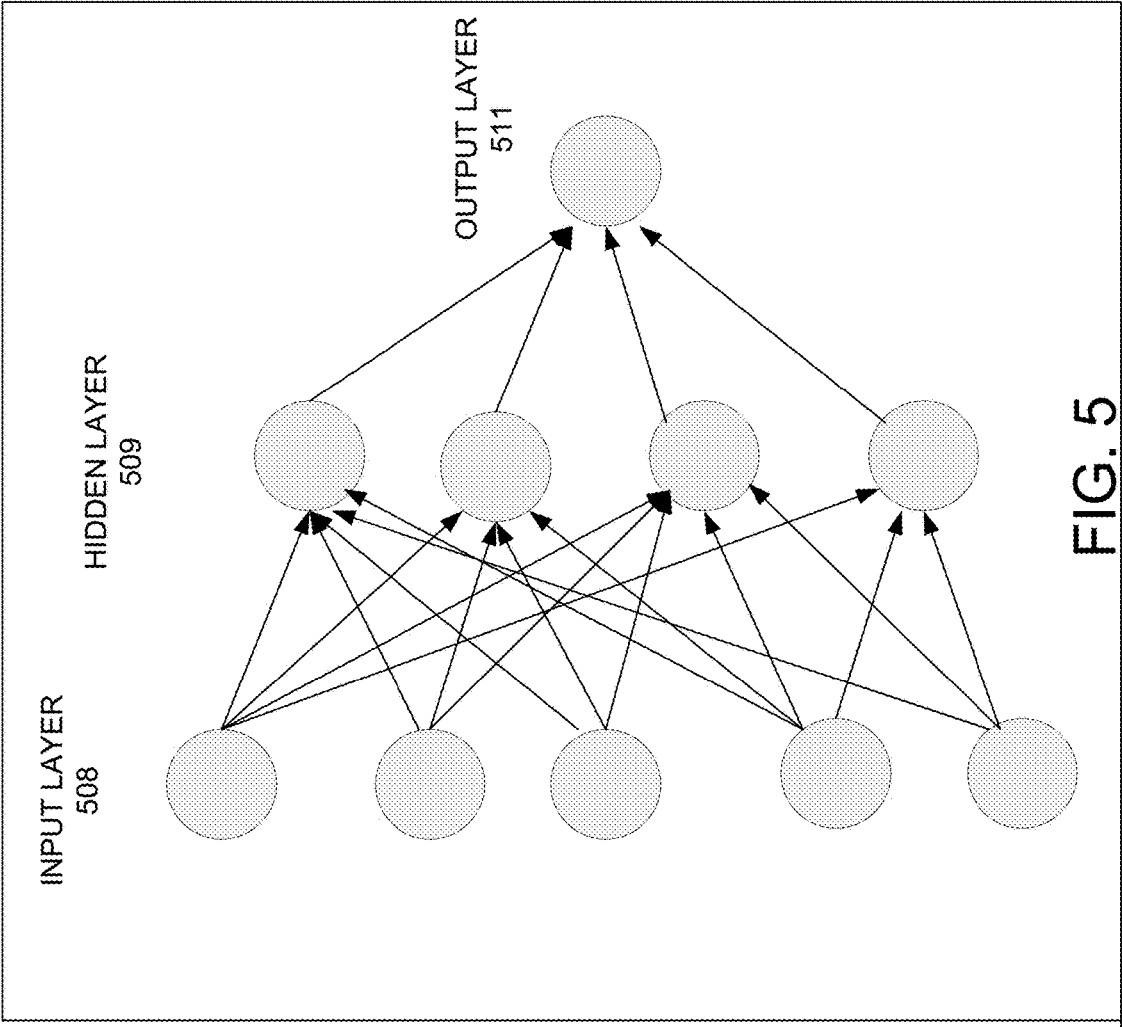 INPUT LAYER
508
HIDDEN LAYER
509
OUTPUT LAYER
511
FIG. 5